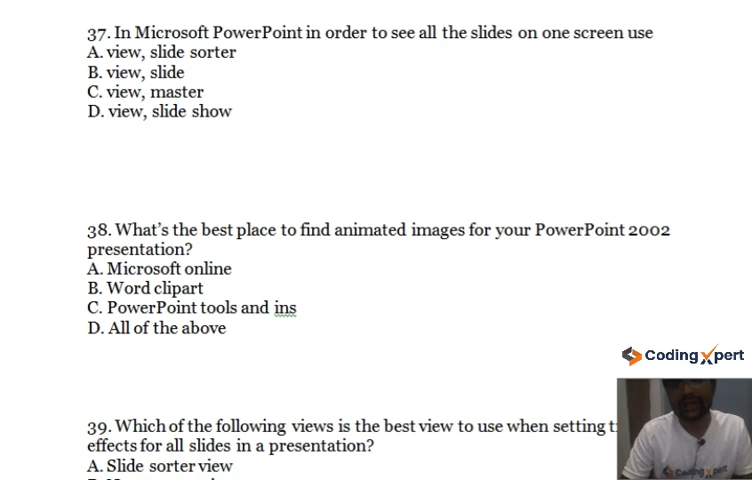 37. In Microsoft PowerPoint in order to see all the slides on one screen use
A. view, slide sorter
B. view, slide
C. view, master
D. view, slide show
38. What's the best place to find animated images for your PowerPoint 2002
presentation?
A. Microsoft online
B. Word clipart
C. PowerPoint tools and ins
D. All of the above
Coding Xpert
39. Which of the following views is the best view to use when setting
effects for all slides in a presentation?
A. Slide sorter view
Coding Xpert